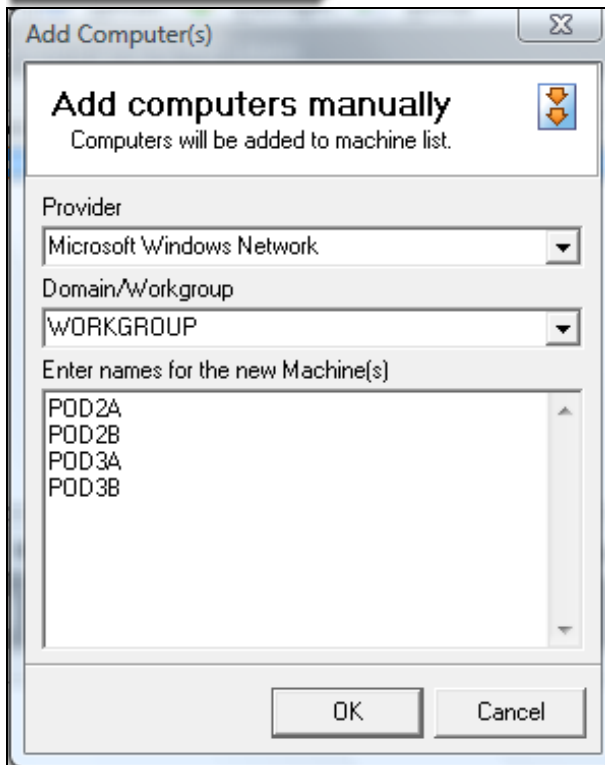 Add Computer(s)
Add computers manually
Computers will be added to machine list.
Provider
Microsoft Windows Network
Domain/Workgroup
WORKGROUP
Enter names for the new Machine(s)
POD2A
POD2B
POD3A
POD3B
OK
Cancel